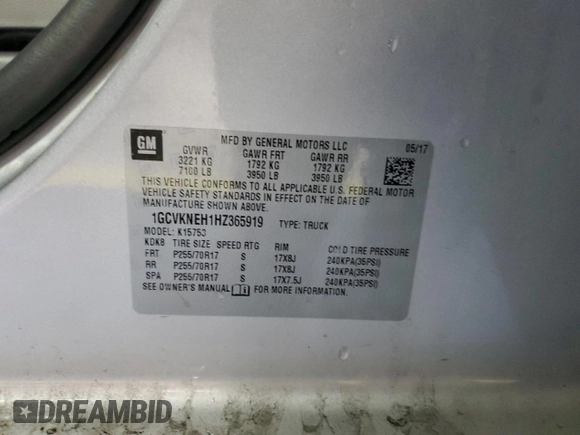 GM
MFD BY GENERAL MOTORS LLC
05/17
GVWR GAWR FRT GAWR RR
3221 KG 1792 KG 1792 KG
7100 LB 3950 LB 3950 LB
THIS VEHICLE CONFORMS TO ALL APPLICABLE U.S. FEDERAL MOTOR
VEHICLE SAFETY STANDARDS IN EFFECT ON THE DATE OF
MANUFACTURE SHOWN ABOVE.
1GCVKNEH1HZ365919 TYPE: TRUCK
MODEL: K15753
KDK8 TIRE SIZE SPEED RTG RIM COLD TIRE PRESSURE
FRT P255/70R17 S 17X8J 240KPA(35PSI)
RR P255/70R17 S 17X8J 240KPA(35PSI)
SPA P255/70R17 S 17X7.5J 240KPA(35PSI)
SEE OWNER'S MANUAL FOR MORE INFORMATION.
DREAMBID